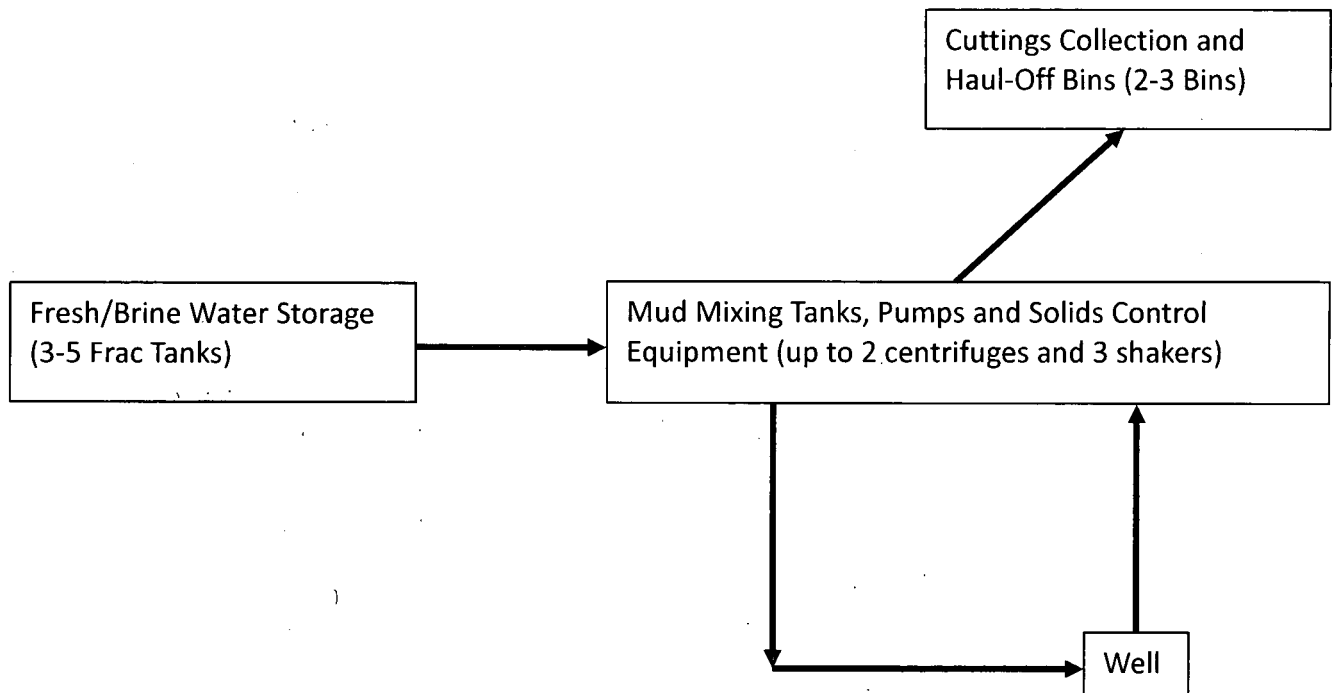 Cuttings Collection and
Haul-Off Bins (2-3 Bins)
Fresh/Brine Water Storage
(3-5 Frac Tanks)
Mud Mixing Tanks, Pumps and Solids Control
Equipment (up to 2 centrifuges and 3 shakers)
Well